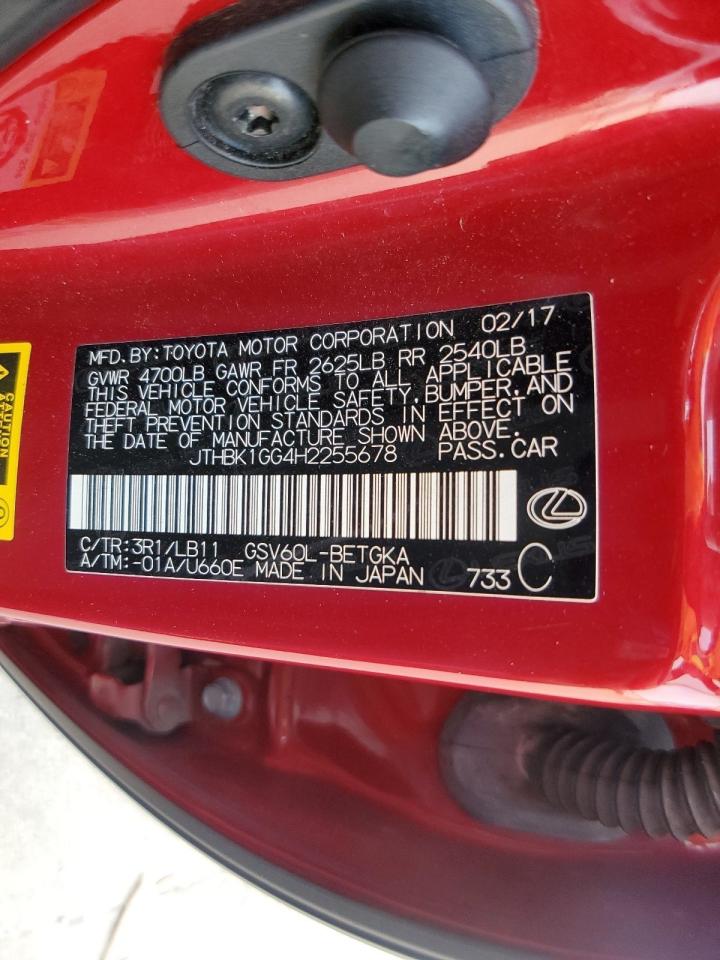 MFD. BY: TOYOTA MOTOR CORPORATION 02/17
GVWR 4700LB GAWR FR 2625LB RR 2540LB
THIS VEHICLE CONFORMS TO ALL APPLICABLE
FEDERAL MOTOR VEHICLE SAFETY, BUMPER, AND
THEFT PREVENTION STANDARDS IN EFFECT ON
THE DATE OF MANUFACTURE SHOWN ABOVE.
JTHBK1GG4H2255678 PASS. CAR
C/TR: 3R1/LB11 GSV60L-BETGKA
A/TM: -01A/U660E MADE IN JAPAN 733 C
CAUTION